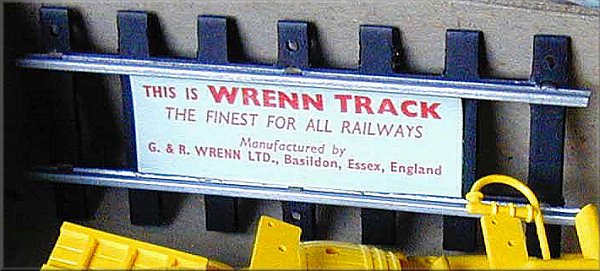 THIS IS WRENN TRACK
THE FINEST FOR ALL RAILWAYS
Manufactured by
G. & R. WRENN LTD., Basildon, Essex, England